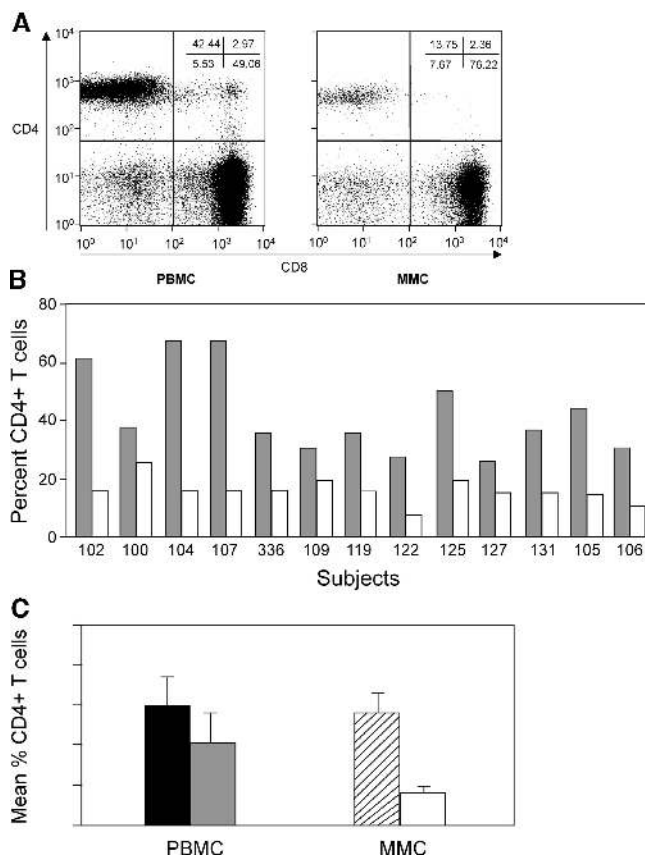 A
10⁴
10³
10²
10¹
10⁰
CD4
42.44 2.97
5.53 49.06
13.75 2.36
7.67 76.22
10⁰ 10¹ 10² 10³ 10⁴
10⁰ 10¹ 10² 10³ 10⁴
CD8
PBMC MMC
B
Percent CD4+ T cells
80
60
40
20
0
102 100 104 107 336 109 119 122 125 127 131 105 106
Subjects
C
Mean % CD4+ T cells
PBMC MMC